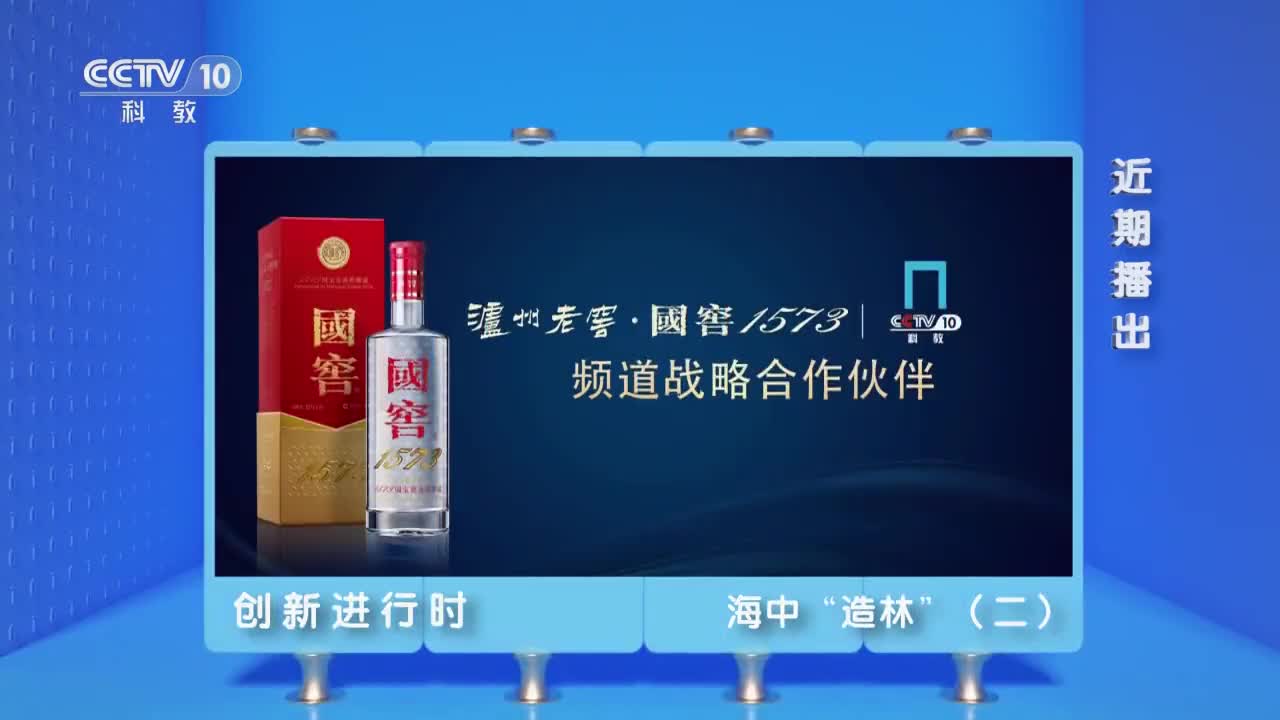 CCTV 10
科教
近期播出
國窖
國窖
1573
1573
泸州老窖·國窖1573
CCTV 10
科教
频道战略合作伙伴
创新进行时
海中“造林”（二）